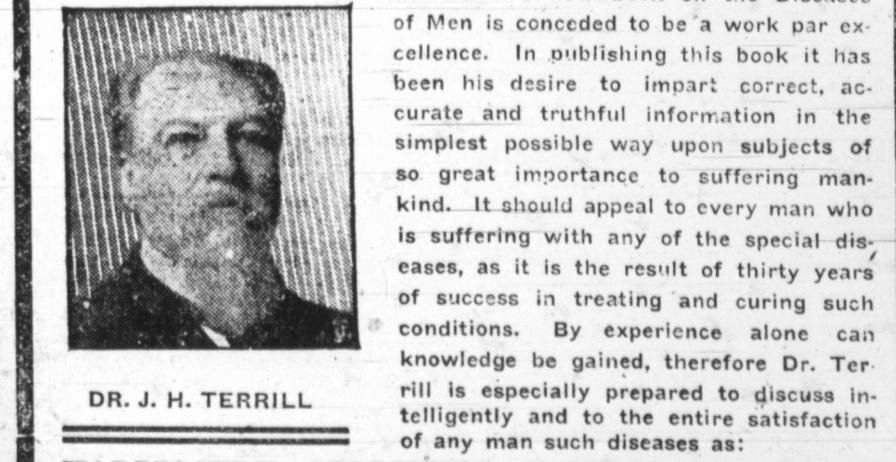 of Men is conceded to be a work par ex-
cellence. In publishing this book it has
been his desire to impart correct, ac-
curate and truthful information in the
simplest possible way upon subjects of
so great importance to suffering man-
kind. It should appeal to every man who
is suffering with any of the special dis-
eases, as it is the result of thirty years
of success in treating and curing such
conditions. By experience alone can
knowledge be gained, therefore Dr. Ter-
rill is especially prepared to discuss in-
telligently and to the entire satisfaction
of any man such diseases as:
DR. J. H. TERRILL